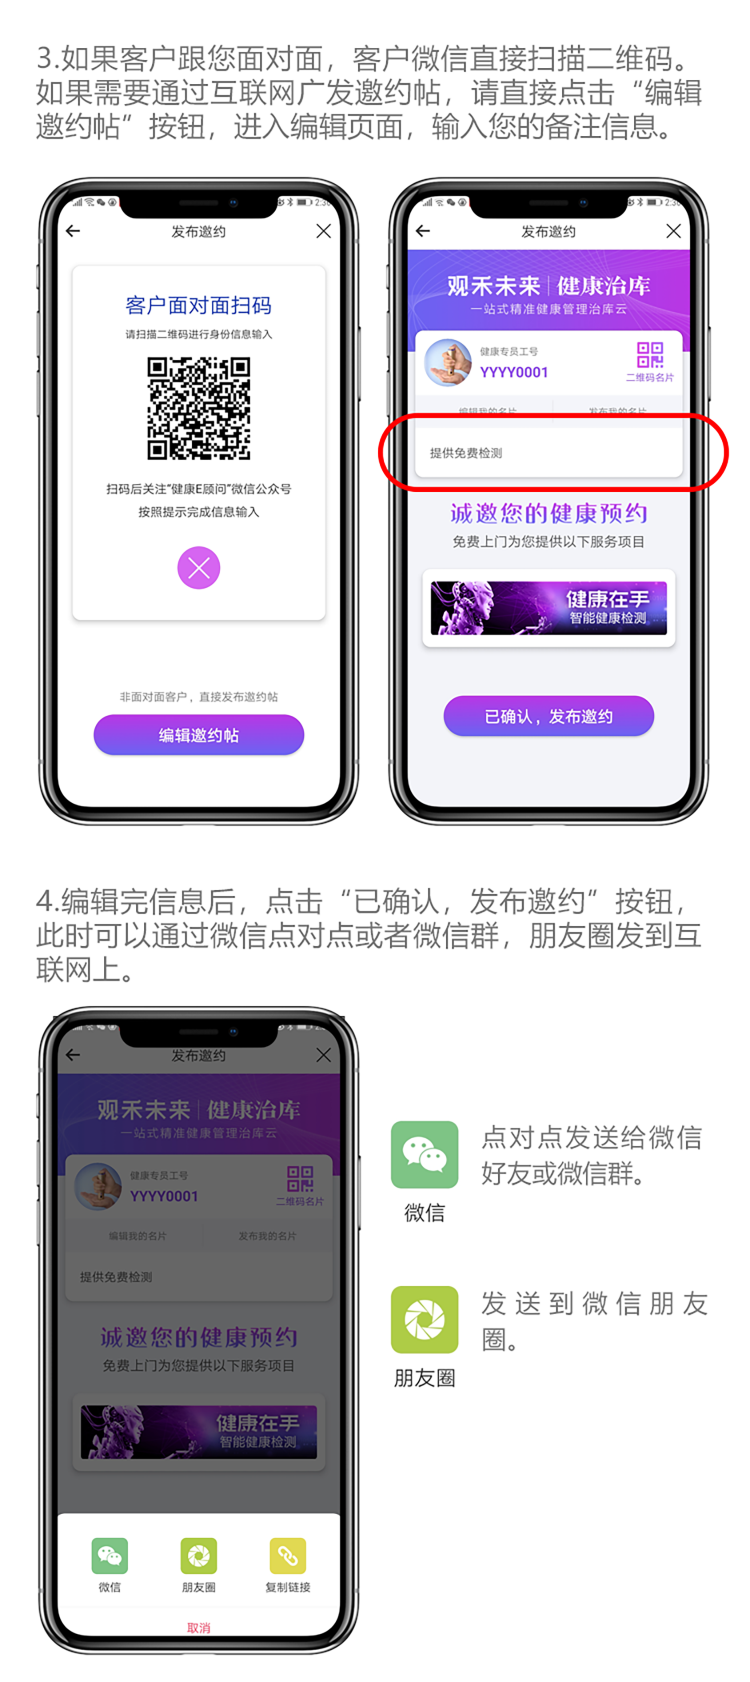 3.如果客户跟您面对面，客户微信直接扫描二维码。
如果需要通过互联网广发邀约帖，请直接点击“编辑
邀约帖”按钮，进入编辑页面，输入您的备注信息。
发布邀约
客户面对面扫码
请扫描二维码进行身份信息输入
扫码后关注"健康E顾问"微信公众号
按照提示完成信息输入
非面对面客户，直接发布邀约帖
编辑邀约帖
发布邀约
观禾未来 | 健康治库
一站式精准健康管理治库云
健康专员工号
YYYY0001
二维码名片
编辑我的名片 发布我的名片
提供免费检测
诚邀您的健康预约
免费上门为您提供以下服务项目
健康在手
智能健康检测
已确认，发布邀约
4.编辑完信息后，点击“已确认，发布邀约”按钮，
此时可以通过微信点对点或者微信群，朋友圈发到互
联网上。
发布邀约
观禾未来 | 健康治库
一站式精准健康管理治库云
健康专员工号
YYYY0001
二维码名片
编辑我的名片 发布我的名片
提供免费检测
诚邀您的健康预约
免费上门为您提供以下服务项目
健康在手
智能健康检测
微信 朋友圈 复制链接
取消
点对点发送给微信
好友或微信群。
微信
发送到微信朋友
圈。
朋友圈